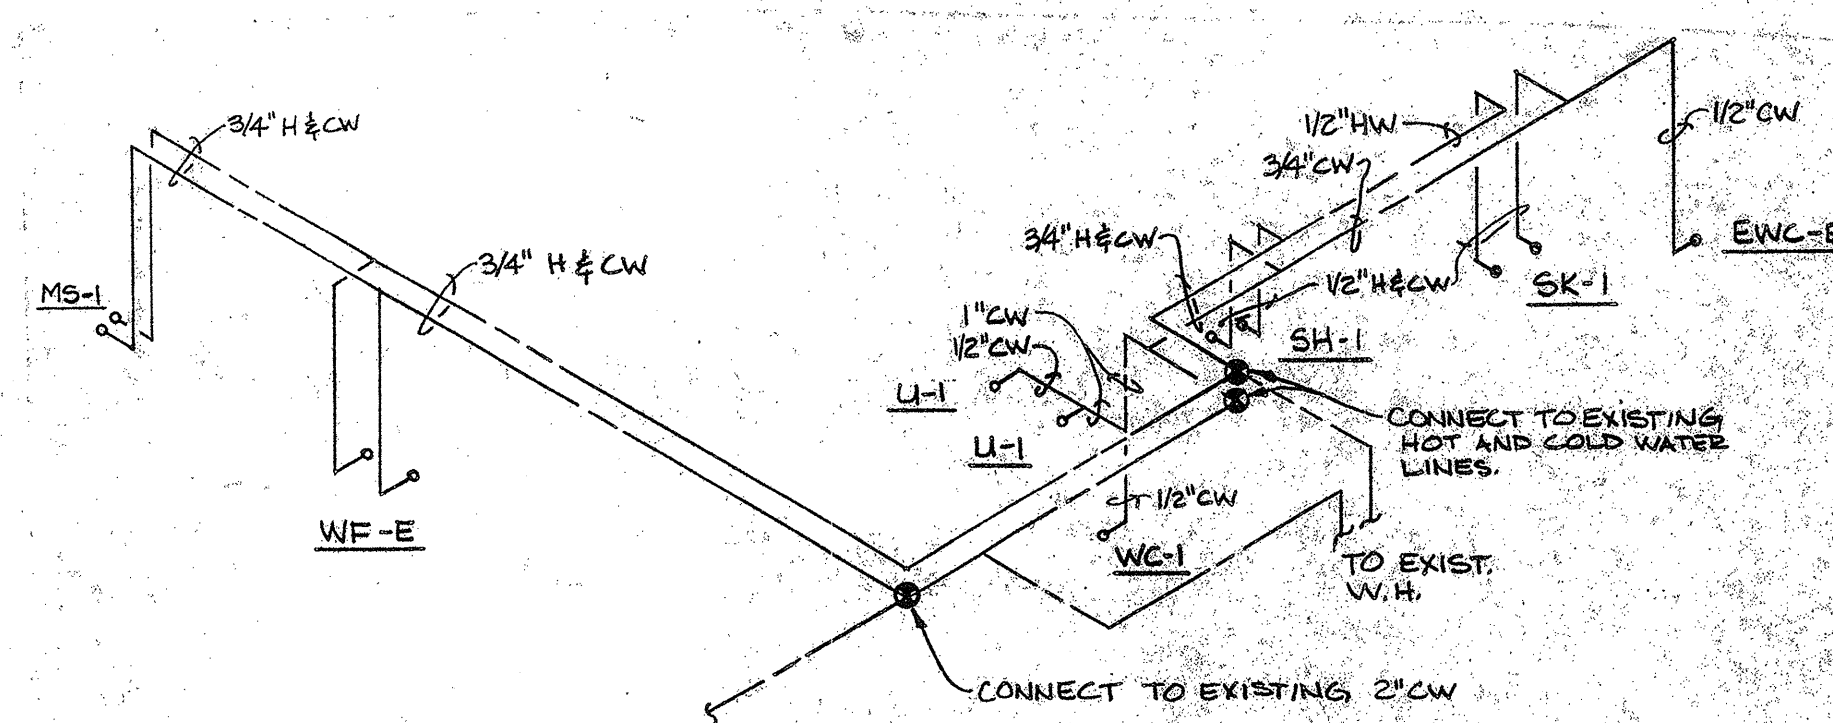 3/4" H & CW
1/2" HW
1/2" CW
3/4" CW
3/4" H & CW
EWC-E
3/4" H & CW
1/2" H & CW
SK-1
MS-1
1" CW
1/2" CW
SH-1
U-1
U-1
CONNECT TO EXISTING
HOT AND COLD WATER
LINES.
1/2" CW
WF-E
WC-1
TO EXIST.
W.H.
CONNECT TO EXISTING 2" CW